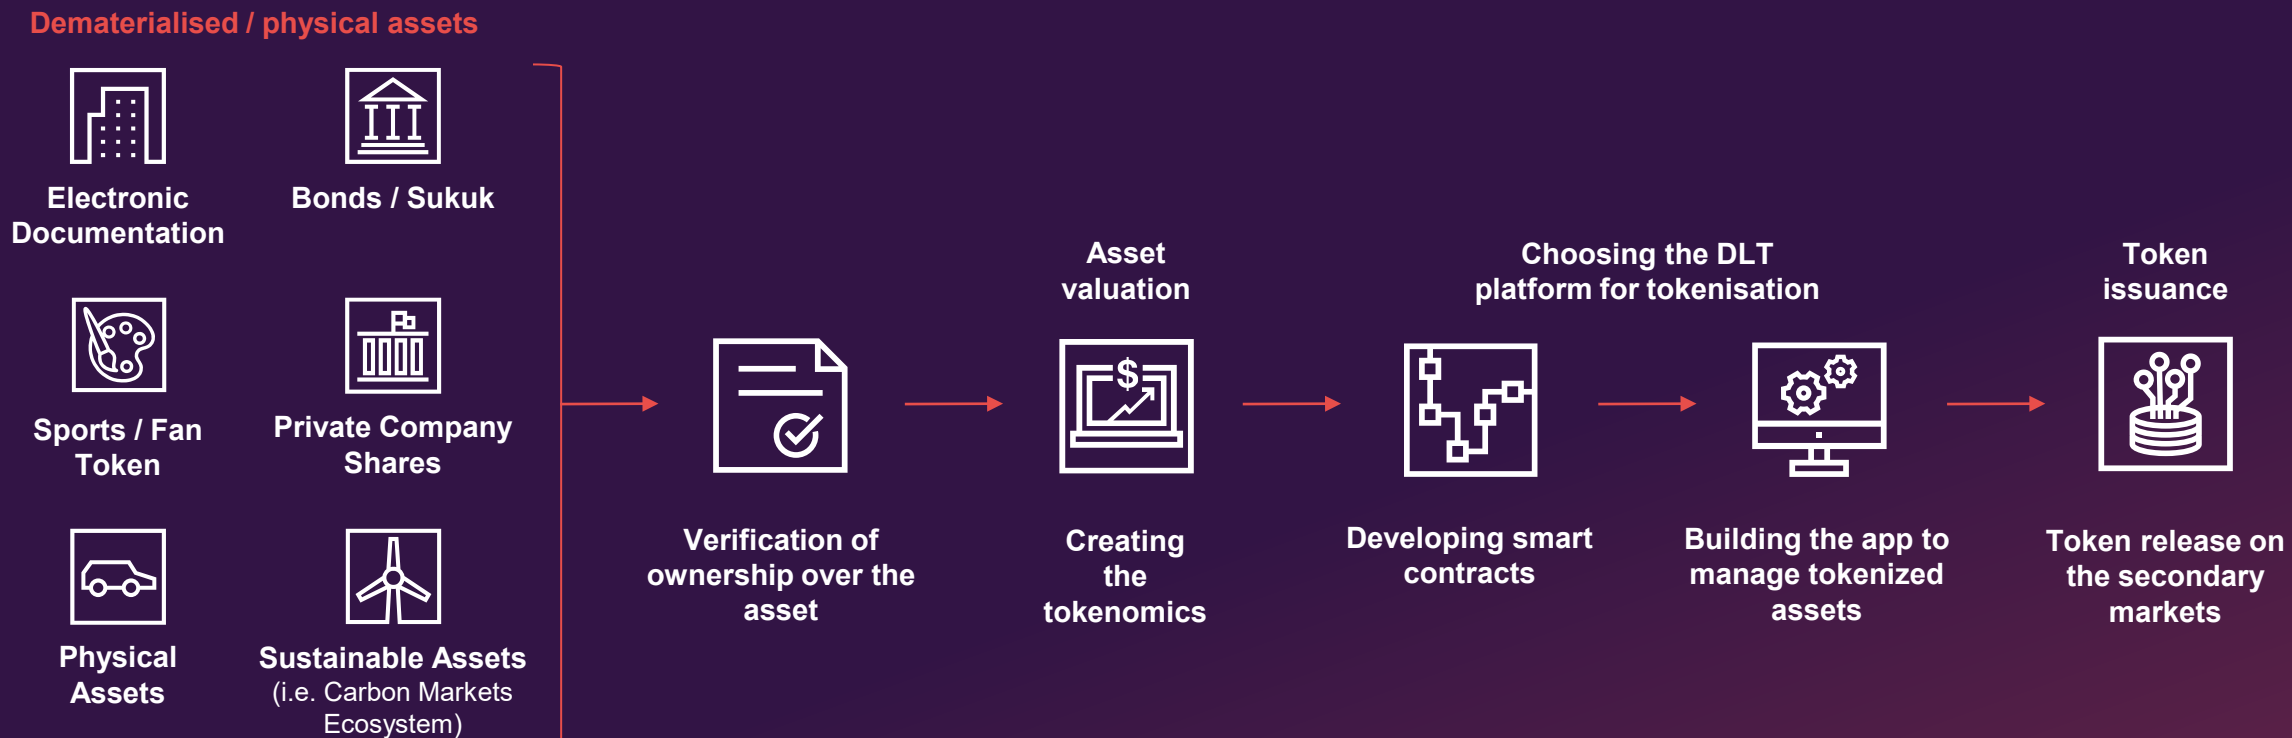 Dematerialised / physical assets
Electronic
Documentation
Bonds / Sukuk
Sports / Fan
Token
Private Company
Shares
Physical
Assets
Sustainable Assets
(i.e. Carbon Markets
Ecosystem)
Verification of
ownership over the
asset
Asset
valuation
$
Creating
the
tokenomics
Choosing the DLT
platform for tokenisation
Developing smart
contracts
Building the app to
manage tokenized
assets
Token
issuance
Token release on
the secondary
markets